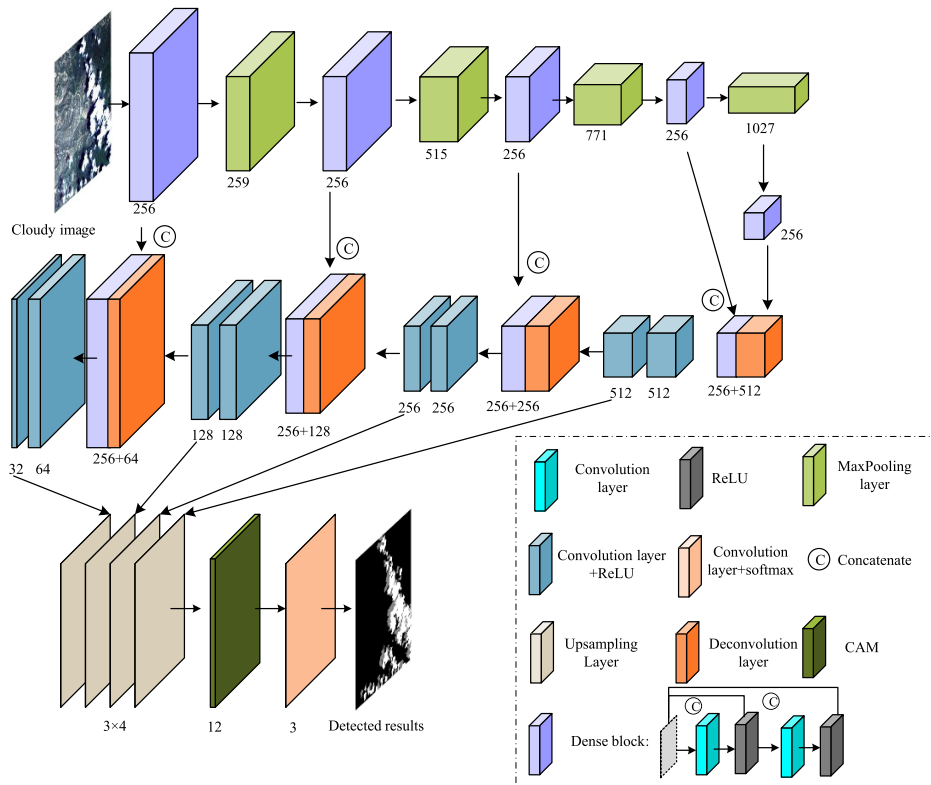 256
259
256
515
256
771
256
1027
Cloudy image
256
C
C
C
C
32
64
256+64
128
128
256+128
256
256
256+256
512
512
256+512
3×4
12
3
Detected results
Convolution
layer
ReLU
MaxPooling
layer
Convolution layer
+ReLU
Convolution
layer+softmax
C
Concatenate
Upsampling
Layer
Deconvolution
layer
CAM
Dense block:
C
C